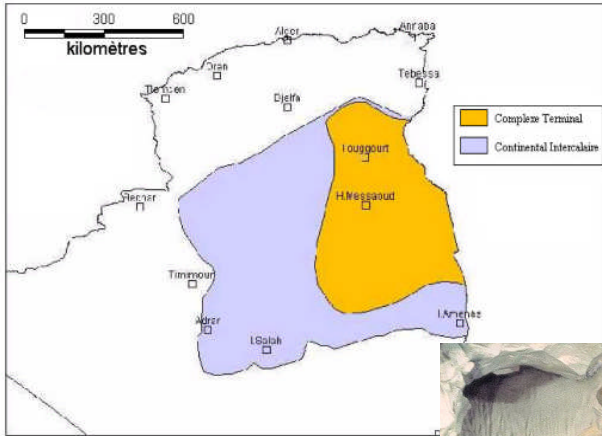 0 300 600
kilomètres
Alger
Annaba
Oran
Tebessa
Tlemcen
Djelfa
Complexe Terminal
Continental Intercalaire
Touggourt
H.Messaoud
Bechar
Timimoun
Adrar
I.Salah
I.Amenas